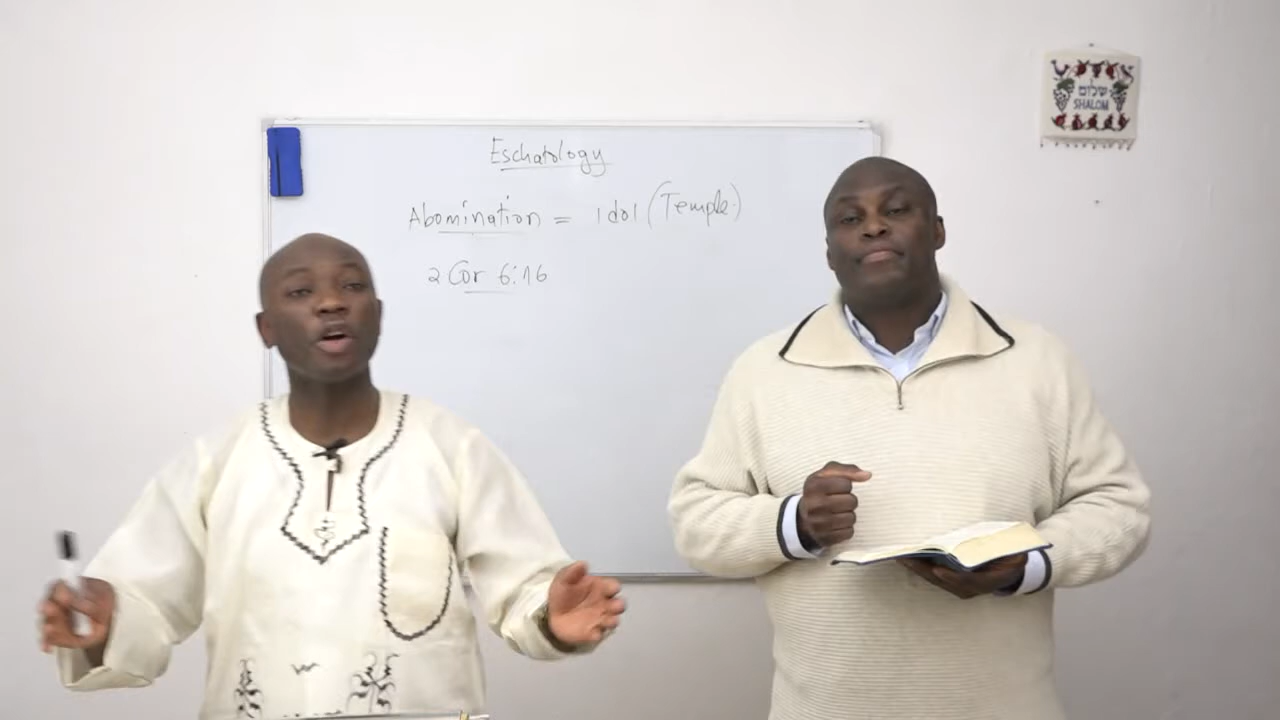 Eschatology
Abomination = Idol (Temple.)
2 Cor 6:16
שלום
SHALOM